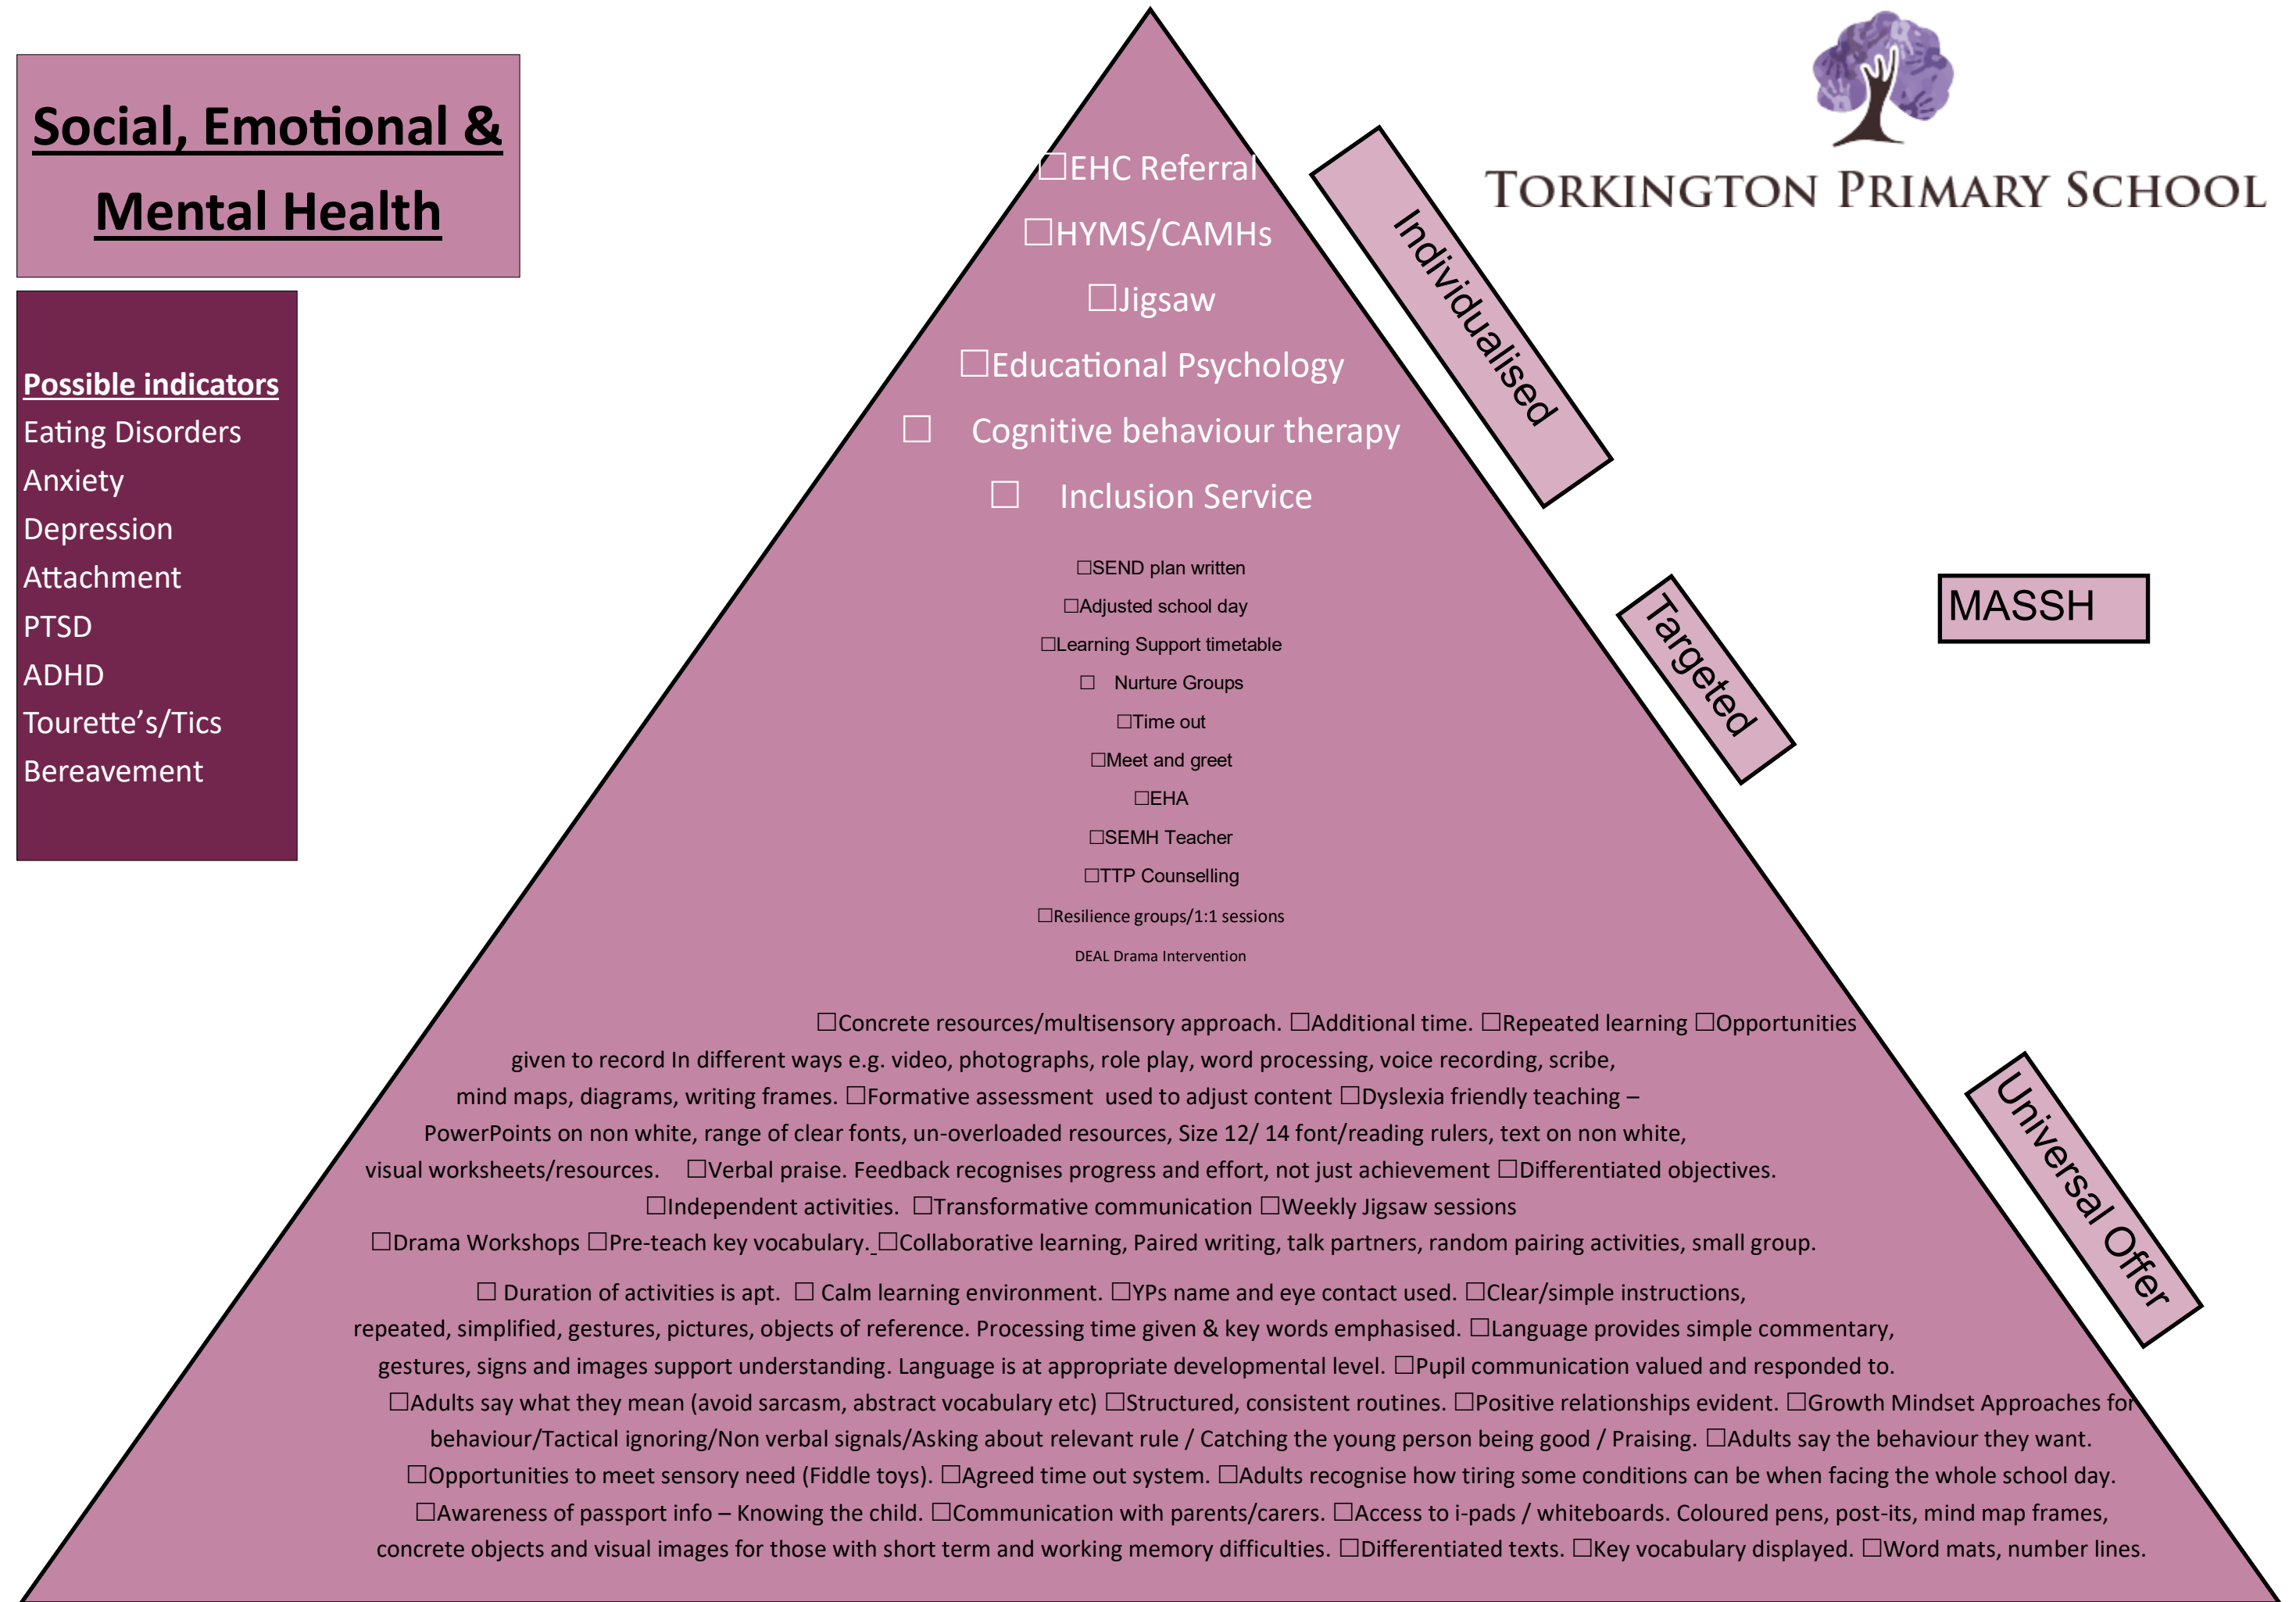 Social, Emotional &
Mental Health
TORKINGTON PRIMARY SCHOOL
Possible indicators
Eating Disorders
Anxiety
Depression
Attachment
PTSD
ADHD
Tourette’s/Tics
Bereavement
☐EHC Referral
☐HYMS/CAMHs
☐Jigsaw
☐Educational Psychology
☐ Cognitive behaviour therapy
☐ Inclusion Service
Individualised
☐SEND plan written
☐Adjusted school day
☐Learning Support timetable
☐ Nurture Groups
☐Time out
☐Meet and greet
☐EHA
☐SEMH Teacher
☐TTP Counselling
☐Resilience groups/1:1 sessions
DEAL Drama Intervention
Targeted
MASSH
☐Concrete resources/multisensory approach. ☐Additional time. ☐Repeated learning ☐Opportunities
given to record In different ways e.g. video, photographs, role play, word processing, voice recording, scribe,
mind maps, diagrams, writing frames. ☐Formative assessment  used to adjust content ☐Dyslexia friendly teaching –
PowerPoints on non white, range of clear fonts, un-overloaded resources, Size 12/ 14 font/reading rulers, text on non white,
visual worksheets/resources. ☐Verbal praise. Feedback recognises progress and effort, not just achievement ☐Differentiated objectives.
☐Independent activities. ☐Transformative communication ☐Weekly Jigsaw sessions
☐Drama Workshops ☐Pre-teach key vocabulary. ☐Collaborative learning, Paired writing, talk partners, random pairing activities, small group.
☐ Duration of activities is apt. ☐ Calm learning environment. ☐YPs name and eye contact used. ☐Clear/simple instructions,
repeated, simplified, gestures, pictures, objects of reference. Processing time given & key words emphasised. ☐Language provides simple commentary,
gestures, signs and images support understanding. Language is at appropriate developmental level. ☐Pupil communication valued and responded to.
☐Adults say what they mean (avoid sarcasm, abstract vocabulary etc) ☐Structured, consistent routines. ☐Positive relationships evident. ☐Growth Mindset Approaches for
behaviour/Tactical ignoring/Non verbal signals/Asking about relevant rule / Catching the young person being good / Praising. ☐Adults say the behaviour they want.
☐Opportunities to meet sensory need (Fiddle toys). ☐Agreed time out system. ☐Adults recognise how tiring some conditions can be when facing the whole school day.
☐Awareness of passport info – Knowing the child. ☐Communication with parents/carers. ☐Access to i-pads / whiteboards. Coloured pens, post-its, mind map frames,
concrete objects and visual images for those with short term and working memory difficulties. ☐Differentiated texts. ☐Key vocabulary displayed. ☐Word mats, number lines.
Universal Offer